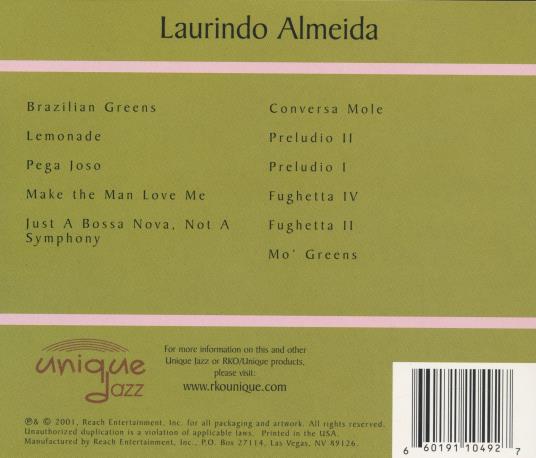 Laurindo Almeida
Brazilian Greens
Lemonade
Pega Joso
Make the Man Love Me
Just A Bossa Nova, Not A
Symphony
Conversa Mole
Preludio II
Preludio I
Fughetta IV
Fughetta II
Mo' Greens
unique
Jazz
For more information on this and other
Unique Jazz or RKO/Unique products,
please visit:
www.rkounique.com
℗& © 2001, Reach Entertainment, Inc. for all packaging and artwork. All rights reserved.
Unauthorized duplication is a violation of applicable laws. Printed in the USA.
Manufactured by Reach Entertainment, Inc., P.O. Box 27114, Las Vegas, NV 89126.
6 60191 10492 7